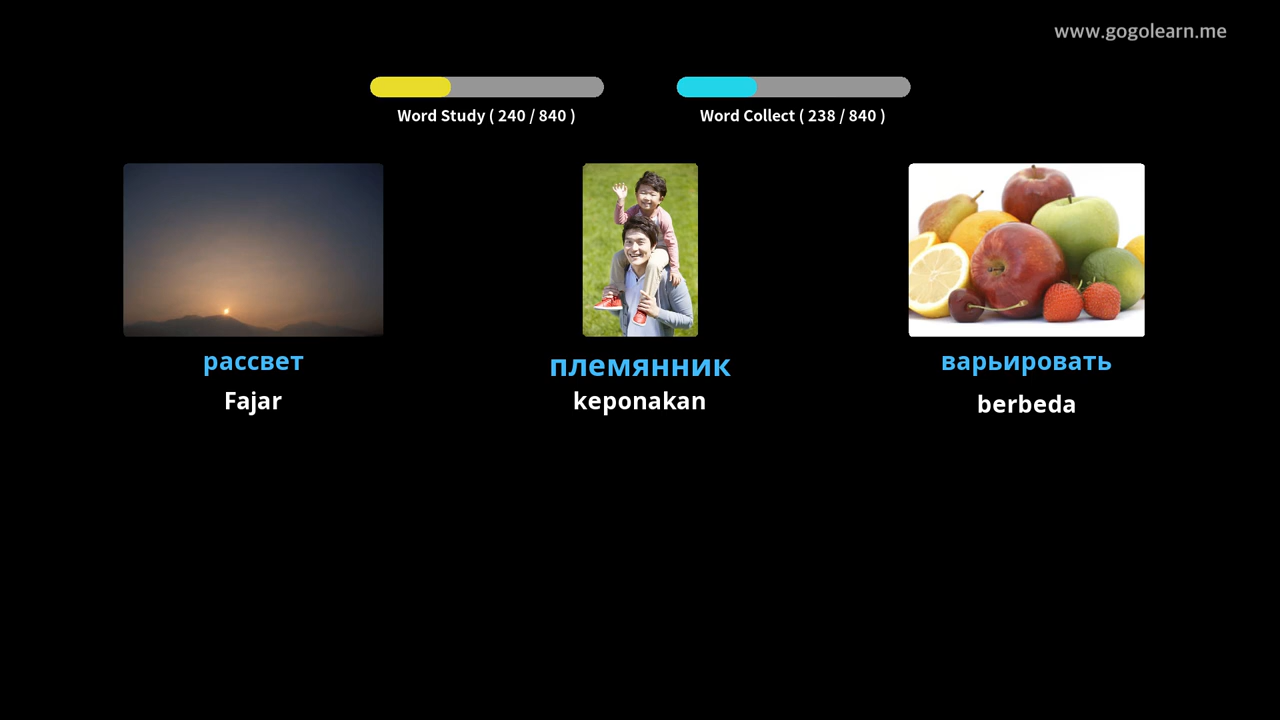 www.gogolearn.me
Word Study ( 240 / 840 )
Word Collect ( 238 / 840 )
рассвет
Fajar
племянник
keponakan
варьировать
berbeda